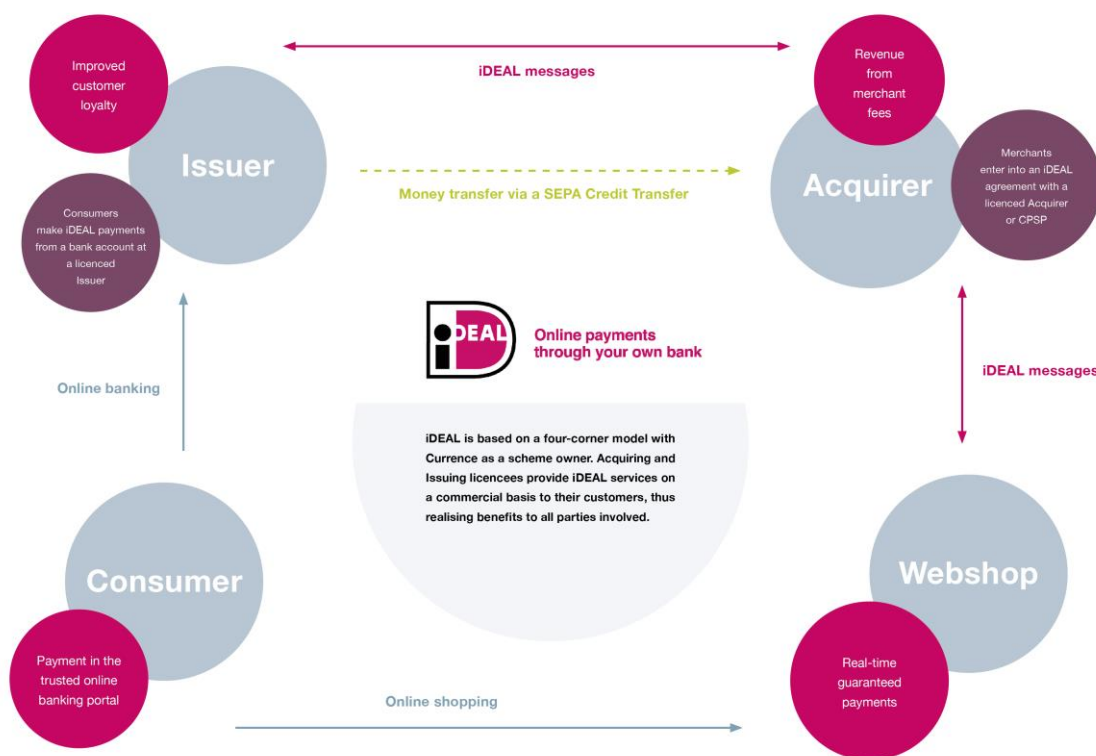 Improved
customer
loyalty
Issuer
Consumers
make iDEAL payments
from a bank account at
a licenced
Issuer
iDEAL messages
Money transfer via a SEPA Credit Transfer
Revenue
from
merchant
fees
Acquirer
Merchants
enter into an iDEAL
agreement with a
licenced Acquirer
or CPSP
Online banking
iDEAL
Online payments
through your own bank
iDEAL messages
iDEAL is based on a four-corner model with
Currence as a scheme owner. Acquiring and
Issuing licencees provide iDEAL services on
a commercial basis to their customers, thus
realising benefits to all parties involved.
Consumer
Payment in the
trusted online
banking portal
Online shopping
Webshop
Real-time
guaranteed
payments